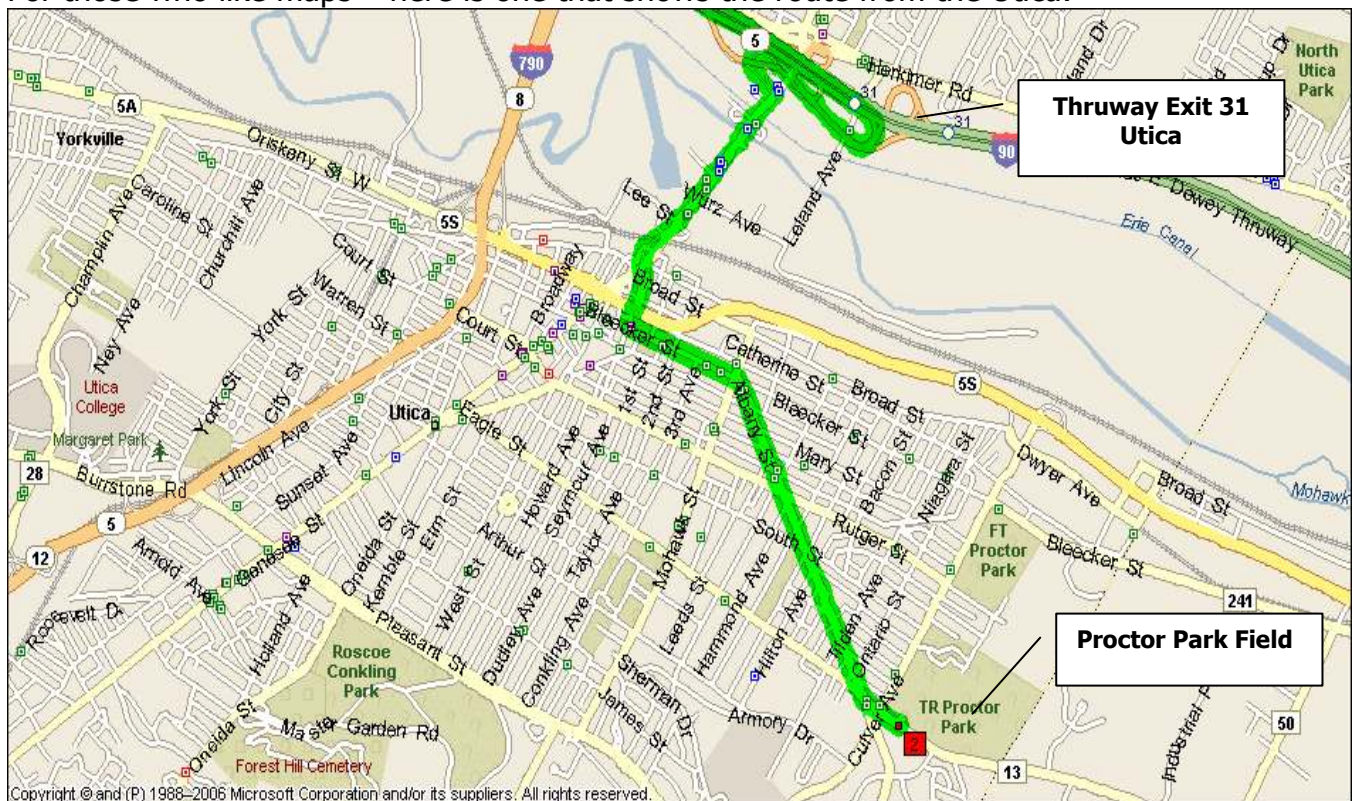 5
Herkimer Rd
North
Utica
Park
790
8
31
31
Thruway Exit 31
Utica
5A
Yorkville
Oriskany St W
90
E. Dewey Thruway
Leland Ave
Lee St
Wurz Ave
Erie Canal
Champlin Ave
Caroline St
Churchill Ave
5S
Court St
Broadway
Broad St
Warren St
York St
Court St
Bleecker St
Ney Ave
Catherine St
Broad St
5S
Utica
College
City St
1st St
2nd St
3rd Ave
Albany St
Bleecker St
York St
Utica
Eagle St
Margaret Park
Lincoln Ave
Sunset Ave
Mary St
Bacon St
Niagara St
Dwyer Ave
Broad St
Mohawk
28
Burrstone Rd
Howard Ave
Seymour Ave
Elm St
Taylor Ave
Mohawk St
Rutger St
5
Oneida St
Kemble St
Arthur St
South St
FT
Proctor
Park
Bleecker St
12
Arnold Ave
Genesee St
West St
Dudley Ave
Conkling Ave
Leeds St
Hammond Ave
Hilton Ave
Tilden Ave
Ontario St
241
Roosevelt Dr
Holland Ave
Pleasant St
Proctor Park Field
Roscoe
Conkling
Park
Sherman Dr
James St
Armory Dr
Culver Ave
TR Proctor
Park
Oneida St
Master Garden Rd
2
50
Forest Hill Cemetery
13
Copyright © and (P) 1988–2006 Microsoft Corporation and/or its suppliers. All rights reserved.